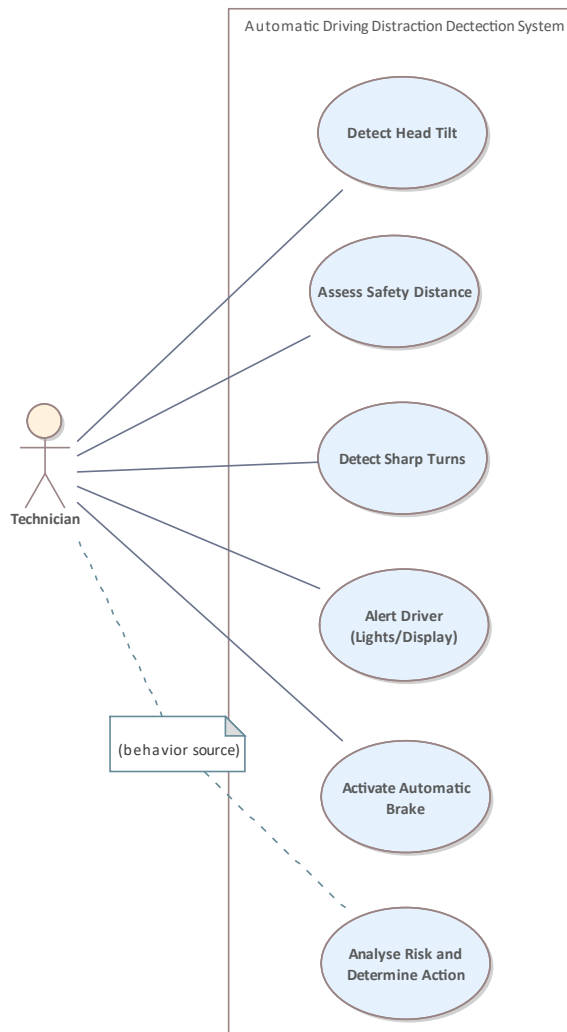 Automatic Driving Distraction Dectection System
Detect Head Tilt
Assess Safety Distance
Detect Sharp Turns
Technician
Alert Driver
(Lights/Display)
(behavior source)
Activate Automatic
Brake
Analyse Risk and
Determine Action